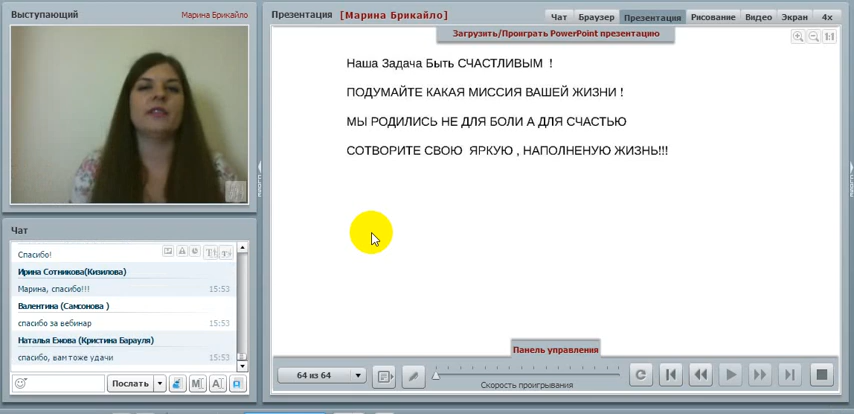 Выступающий
Марина Брикайло
Чат
Спасибо!
Ирина Сотникова(Кизилова)
Марина, спасибо!!!
15:53
Валентина (Самсонова )
спасибо за вебинар
15:53
Наталья Ежова (Кристина Барауля)
спасибо, вам тоже удачи
15:53
Послать
Презентация [Марина Брикайло]
Чат
Браузер
Презентация
Рисование
Видео
Экран
4x
Загрузить/Проиграть PowerPoint презентацию
1:1
Наша Задача Быть СЧАСТЛИВЫМ !
ПОДУМАЙТЕ КАКАЯ МИССИЯ ВАШЕЙ ЖИЗНИ !
МЫ РОДИЛИСЬ НЕ ДЛЯ БОЛИ А ДЛЯ СЧАСТЬЮ
СОТВОРИТЕ СВОЮ ЯРКУЮ , НАПОЛНЕНУЮ ЖИЗНЬ!!!
Панель управления
64 из 64
Скорость проигрывания